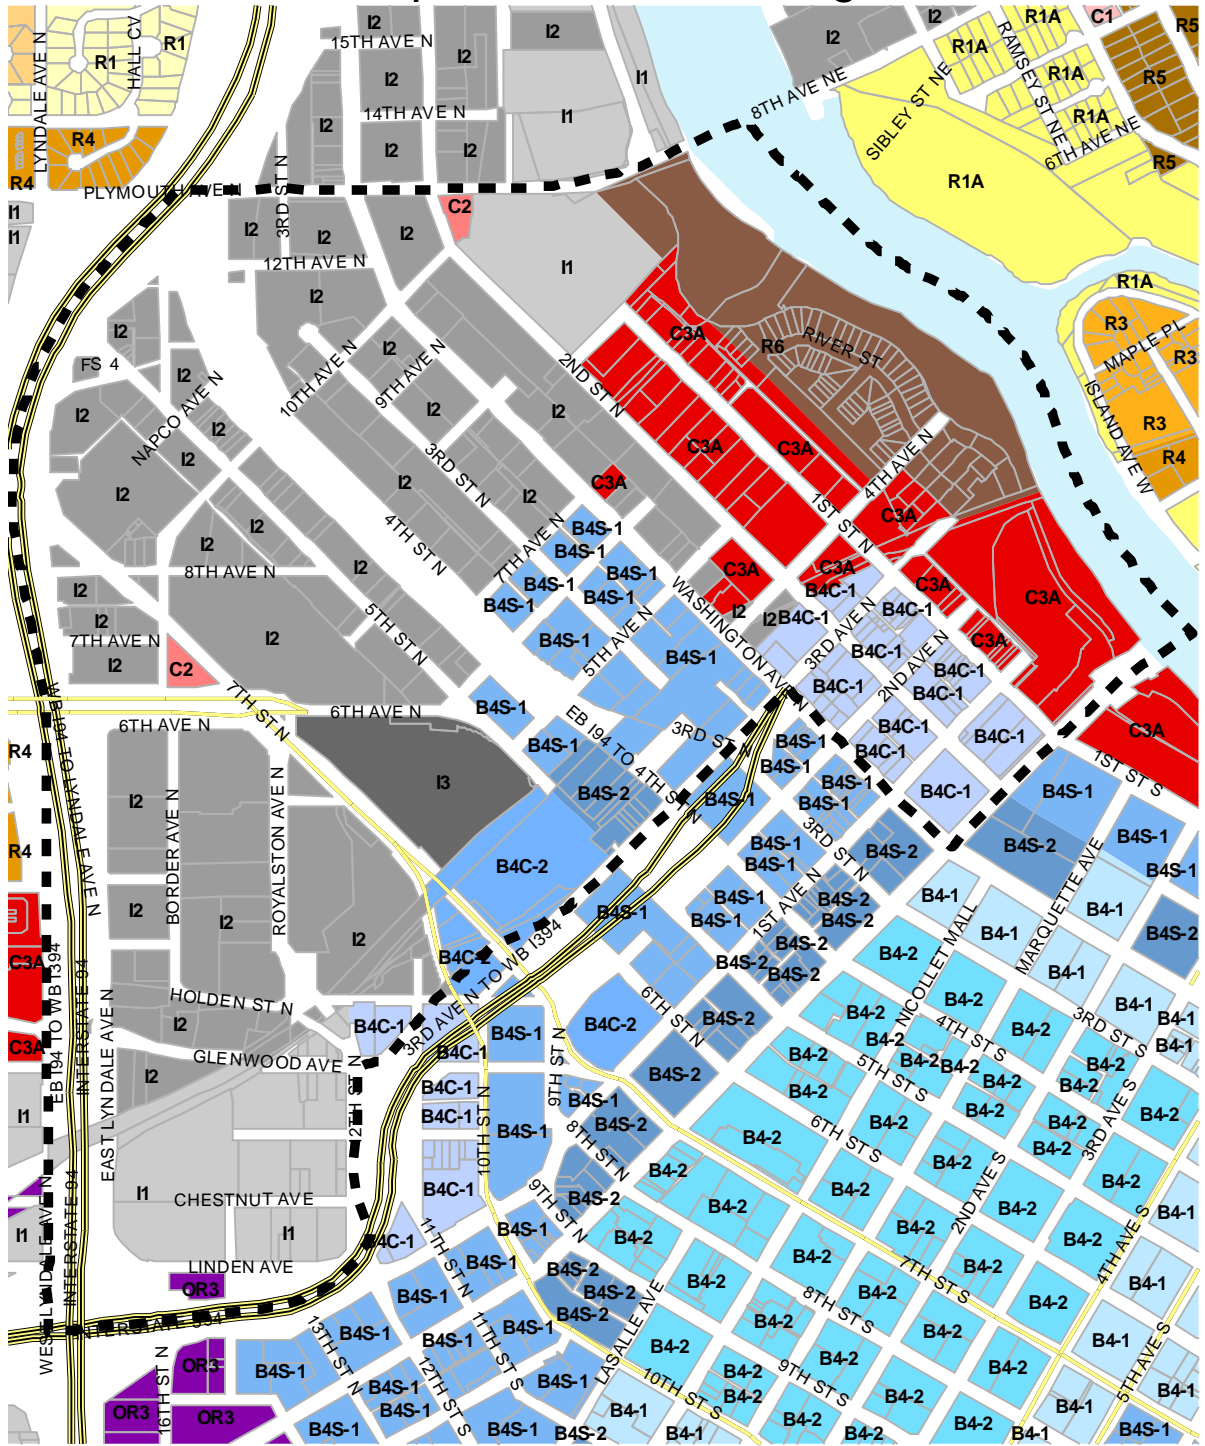 I2
R1A
C1
R5
LYNDALE AVE N
HALL CV
R1
15TH AVE N
I2
I2
I2
R1A
RAMSEY ST NE
R1
I2
I2
I1
R1A
R5
8TH AVE NE
14TH AVE N
I1
SIBLEY ST NE
R1A
I2
6TH AVE NE
R4
I2
I2
R5
R4
PLYMOUTH AVE N
R1A
I1
3RD ST N
C2
I2
I2
I2
I1
12TH AVE N
I1
R1A
I2
R3
MAPLE PL
I2
C3A
R6
RIVER ST
R3
FS 4
I2
10TH AVE N
I2
9TH AVE N
2ND ST N
ISLAND AVE W
I2
NAPCO AVE N
I2
I2
I2
R3
I2
C3A
C3A
4TH AVE N
R4
I2
3RD ST N
I2
C3A
I2
I2
1ST ST N
C3A
I2
4TH ST N
7TH AVE N
B4S-1
B4S-1
8TH AVE N
I2
B4S-1
B4S-1
C3A
C3A
I2
B4S-1
B4S-1
WASHINGTON AVE N
B4C-1
C3A
C3A
I2
7TH AVE N
I2
5TH ST N
B4S-1
5TH AVE N
I2
I2
B4C-1
3RD AVE N
B4C-1
C3A
I2
C2
B4S-1
B4C-1
2ND AVE N
B4C-1
WB I94 TO LYNDALE AVE N
7TH ST N
B4C-1
B4C-1
6TH AVE N
6TH AVE N
B4S-1
EB I94 TO 4TH ST N
3RD ST N
B4C-1
B4C-1
C3A
R4
B4S-1
B4S-1
B4C-1
1ST ST S
I3
B4S-1
B4S-1
B4C-1
B4S-1
I2
BORDER AVE N
ROYALSTON AVE N
B4S-2
B4S-1
B4S-1
3RD ST N
B4S-1
R4
B4C-2
B4S-1
B4S-1
B4S-2
B4S-2
MARQUETTE AVE
B4S-1
I2
I2
B4S-1
B4S-1
B4S-1
1ST AVE N
B4S-2
B4S-2
B4-1
NICOLLET MALL
B4-1
B4-1
B4S-2
C3A
EB I94 TO WB I394
INTERSTATE 94
I2
B4C-2
3RD AVE N TO WB I394
B4S-2
B4S-2
B4S-2
B4-2
B4-1
EAST LYNDALE AVE N
HOLDEN ST N
I2
B4C-1
B4S-1
B4C-2
6TH ST N
B4S-2
B4-2
B4-2
B4-2
B4-1
B4-1
C3A
GLENWOOD AVE
B4C-1
9TH ST N
B4-2
B4-2
4TH ST S
3RD ST S
B4-1
I2
12TH ST N
B4C-1
B4S-2
B4-2
B4-2
B4-2
B4-2
B4-2
I1
B4C-1
10TH ST N
B4S-1
B4S-1
B4S-2
B4-2
5TH ST S
B4-2
B4-2
B4-2
B4-2
8TH ST N
B4-2
6TH ST S
B4-2
B4-2
3RD AVE S
I1
CHESTNUT AVE
B4C-1
9TH ST N
B4S-2
B4-2
B4-2
B4-2
2ND AVE S
B4-2
B4-1
I1
WEST LYNDALE AVE N
INTERSTATE 94
I1
B4C-1
11TH ST N
B4S-1
B4-2
B4-2
B4-2
B4-2
4TH AVE S
LINDEN AVE
OR3
B4S-1
B4S-2
B4S-2
B4-2
B4-2
7TH ST S
B4-1
INTERSTATE 394
B4S-1
B4S-2
LASALLE AVE
B4-2
8TH ST S
B4-2
OR3
16TH ST N
B4S-1
13TH ST N
B4S-1
B4S-1
11TH ST S
B4S-1
B4-2
B4-2
B4-2
B4-1
OR3
OR3
B4S-1
B4S-1
12TH ST S
B4S-1
10TH ST S
B4-2
B4-2
9TH ST S
B4-2
B4-2
5TH AVE S
B4-1
B4S-1
B4S-1
B4S-2
B4-1
B4-1
B4-2
B4-2
B4-2
B4-1
B4S-1